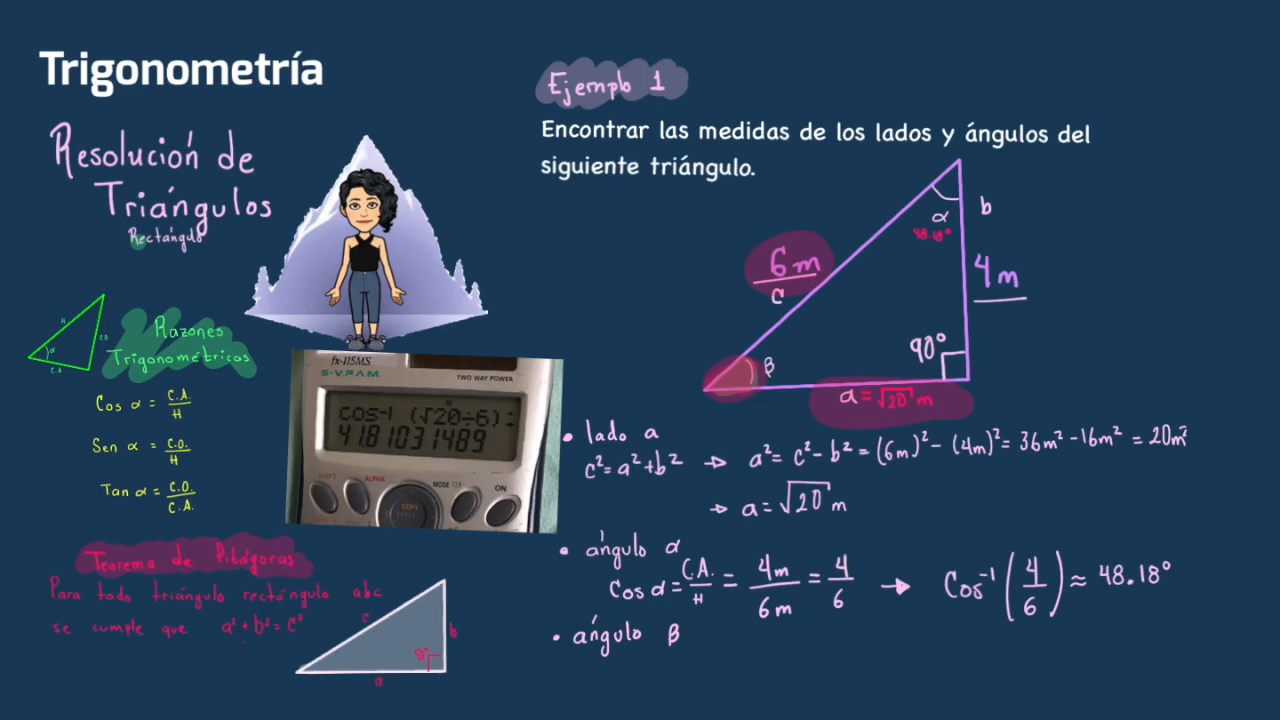 Trigonometría
Resolución de
Triángulos
Rectángulo
H
C.O.
α
C.A.
Razones
Trigonométricas
Cos α = C.A./H
Sen α = C.O./H
Tan α = C.O./C.A.
fx-115MS
S-V.P.A.M.
TWO WAY POWER
cos⁻¹ (√20÷6)
41.81031489
SHIFT
ALPHA
MODE CLR
ON
COPY
Teorema de Pitágoras
Para todo triángulo rectángulo abc
se cumple que a² + b² = c²
c
b
90°
a
Ejemplo 1
Encontrar las medidas de los lados y ángulos del
siguiente triángulo.
b
α
48.18°
6m
c
4m
90°
β
a = √20 m
• lado a
c² = a² + b² → a² = c² - b² = (6m)² - (4m)² = 36m² - 16m² = 20m²
→ a = √20 m
• ángulo α
Cos α = C.A./H = 4m/6m = 4/6 → Cos⁻¹(4/6) ≈ 48.18°
• ángulo β